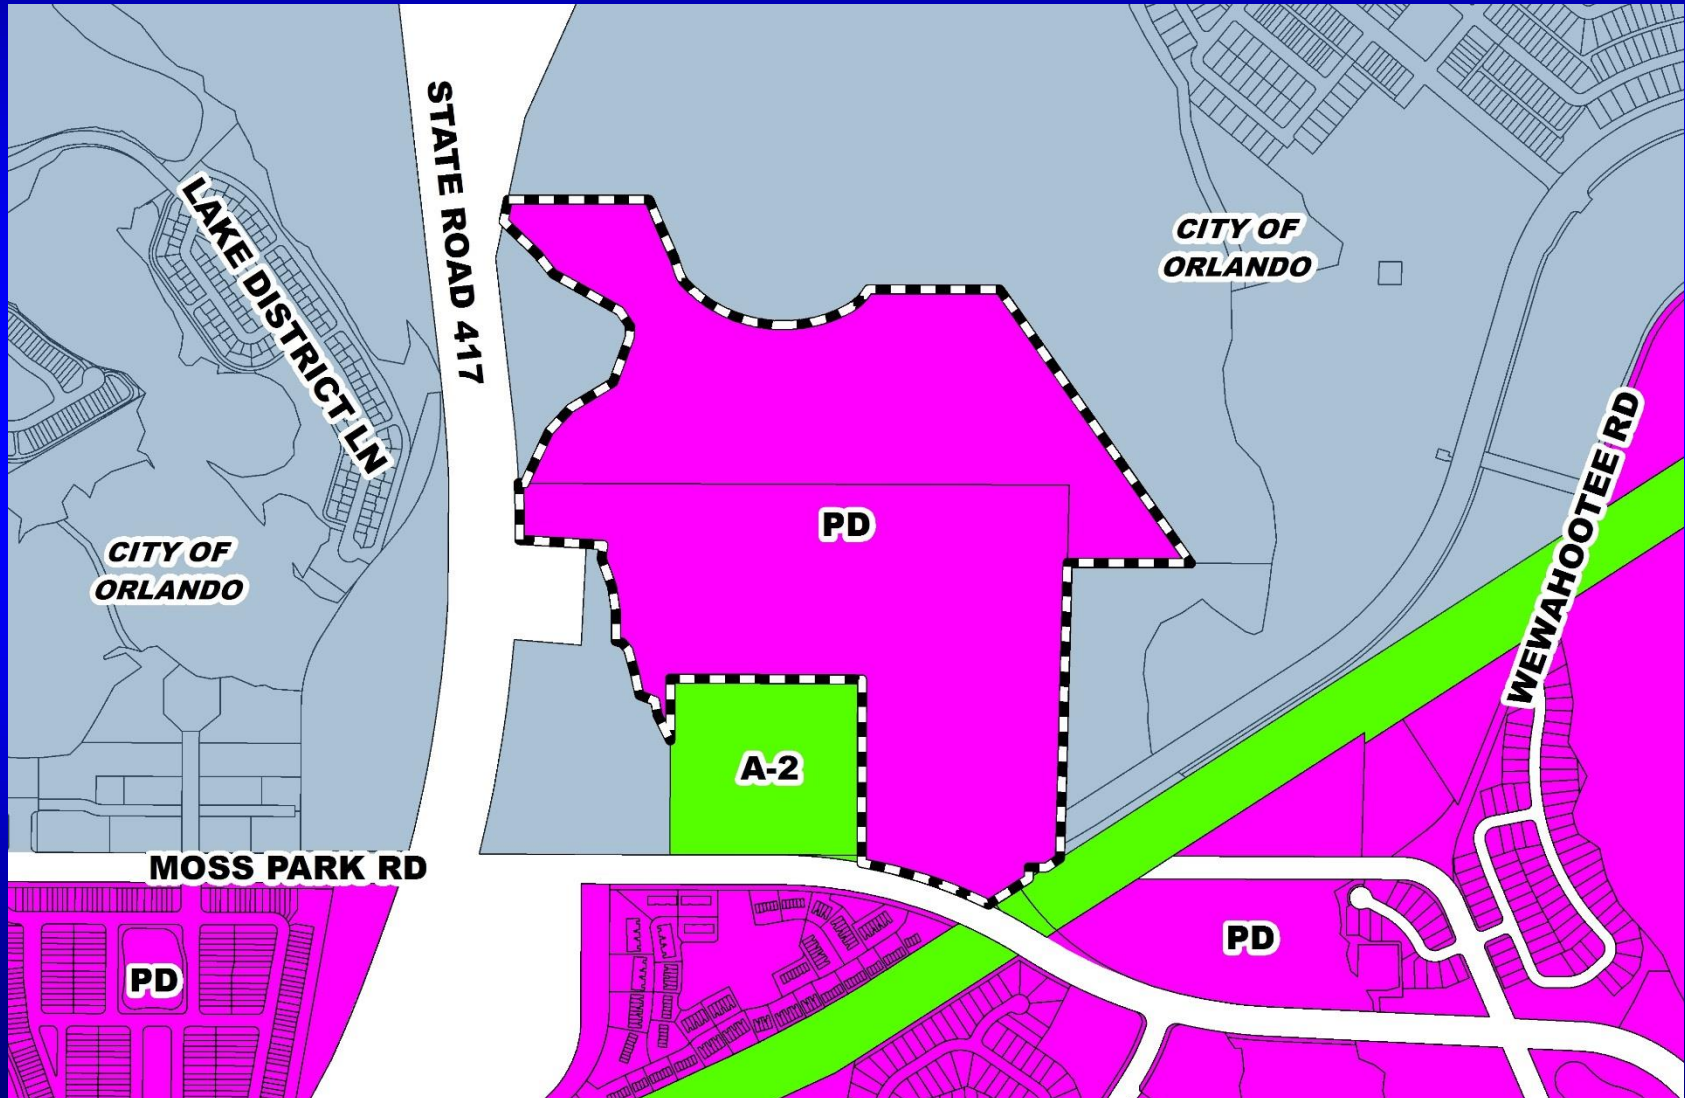 STATE ROAD 417
LAKE DISTRICT LN
CITY OF
ORLANDO
WEWAHOOTEE RD
PD
CITY OF
ORLANDO
A-2
MOSS PARK RD
PD
PD